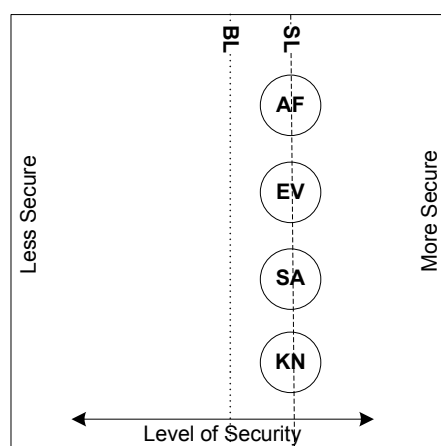 BL
SL
AF
EV
SA
KN
Less Secure
More Secure
Level of Security